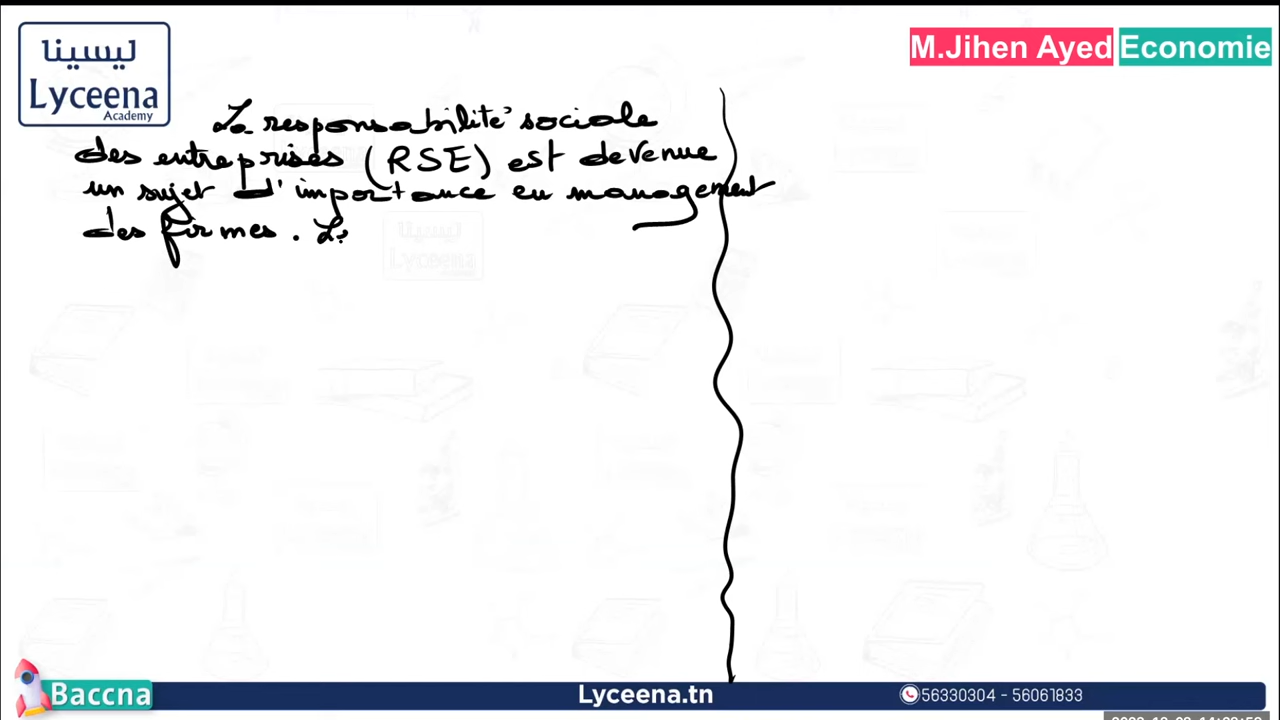 ليسينا
Lyceena
Academy
M.Jihen Ayed Economie
La responsabilité sociale
des entreprises (RSE) est devenue
un sujet d'importance en management
des firmes. Le
Baccna
Lyceena.tn
56330304 - 56061833